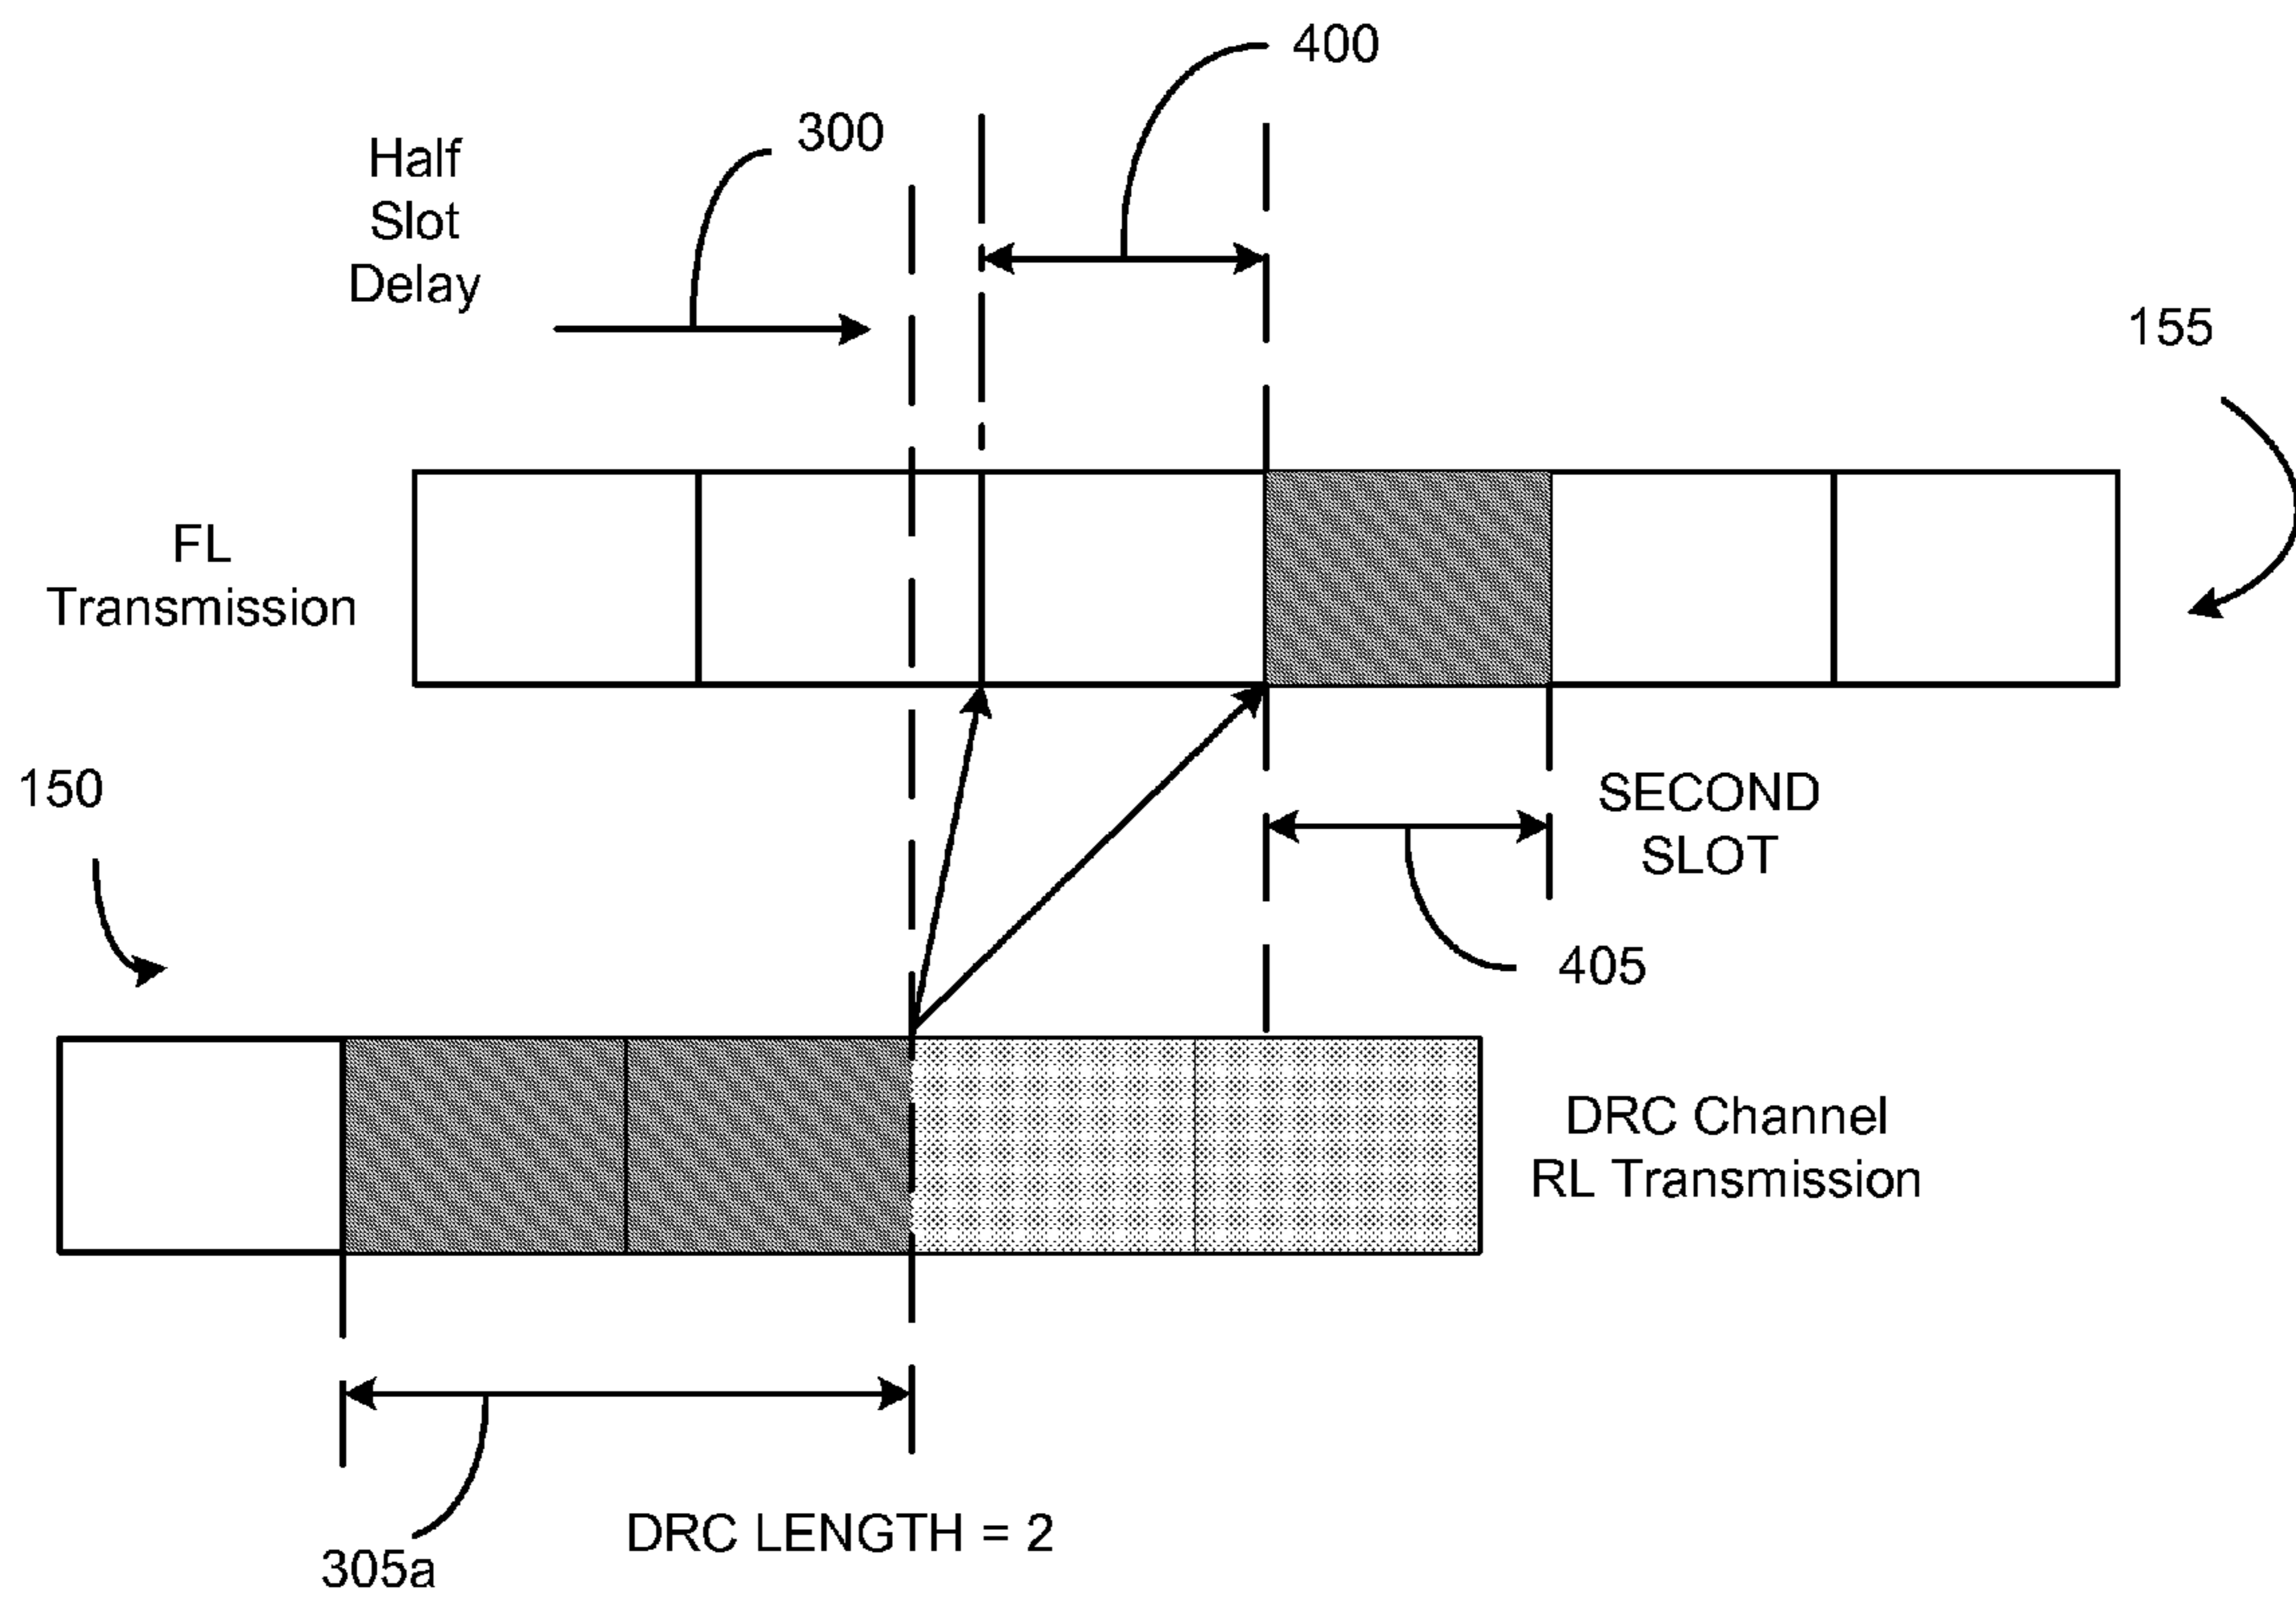 400
300
Half
Slot
Delay
155
FL
Transmission
150
SECOND
SLOT
405
DRC Channel
RL Transmission
DRC LENGTH = 2
305a